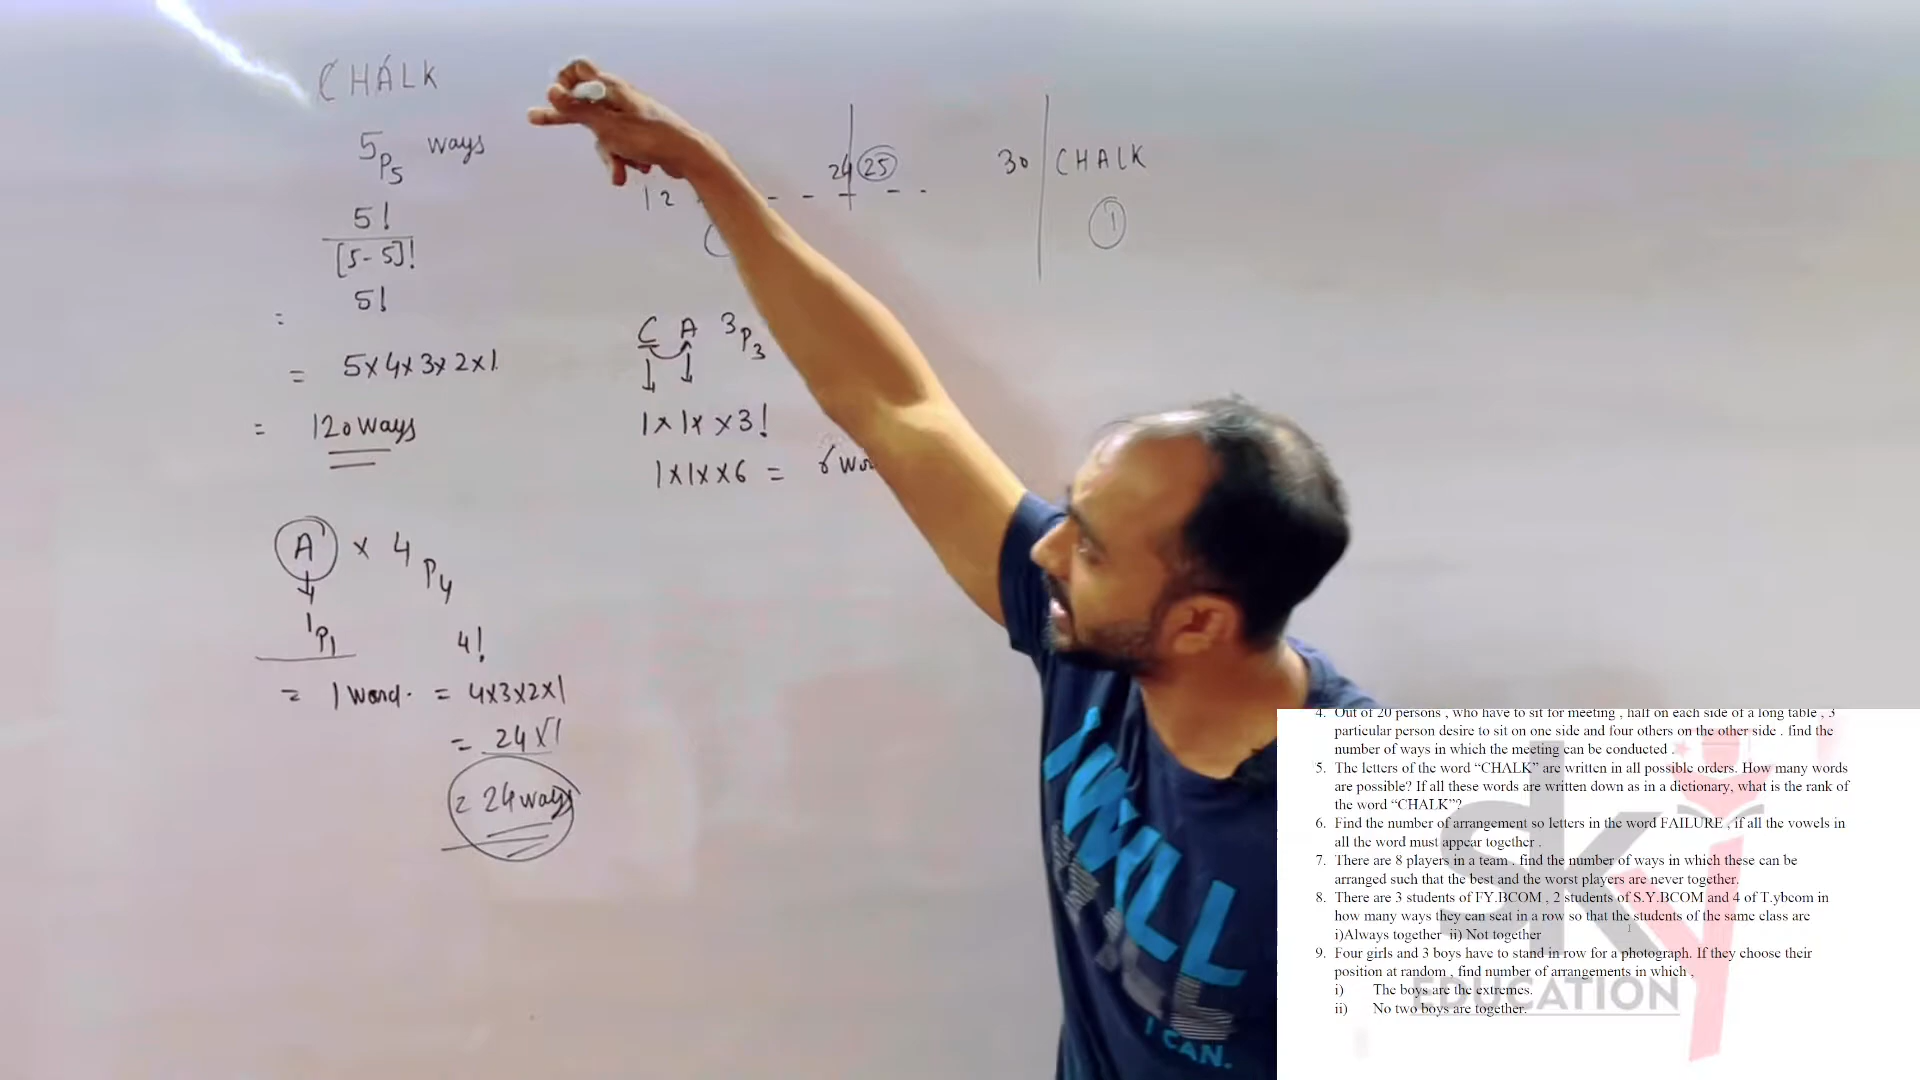 CHALK
5P5 ways
5!
[5-5]!
5!
=
= 5x4x3x2x1
= 120 ways
A x 4P4
1P1
4!
= 1 word. = 4x3x2x1
= 24x1
= 24 ways
12 - - 24 25 - -
30 CHALK
1
C A 3P3
1x1x x3!
1x1x x6 = 6
I WILL
I CAN.
4. Out of 20 persons , who have to sit for meeting , half on each side of a long table , 3
particular person desire to sit on one side and four others on the other side . find the
number of ways in which the meeting can be conducted .
5. The letters of the word “CHALK” are written in all possible orders. How many words
are possible? If all these words are written down as in a dictionary, what is the rank of
the word “CHALK”?
6. Find the number of arrangement so letters in the word FAILURE , if all the vowels in
all the word must appear together .
7. There are 8 players in a team . find the number of ways in which these can be
arranged such that the best and the worst players are never together.
8. There are 3 students of FY.BCOM , 2 students of S.Y.BCOM and 4 of T.ybcom in
how many ways they can seat in a row so that the students of the same class are
i)Always together ii) Not together
9. Four girls and 3 boys have to stand in row for a photograph. If they choose their
position at random , find number of arrangements in which .
i) The boys are the extremes.
ii) No two boys are together.
sky
EDUCATION